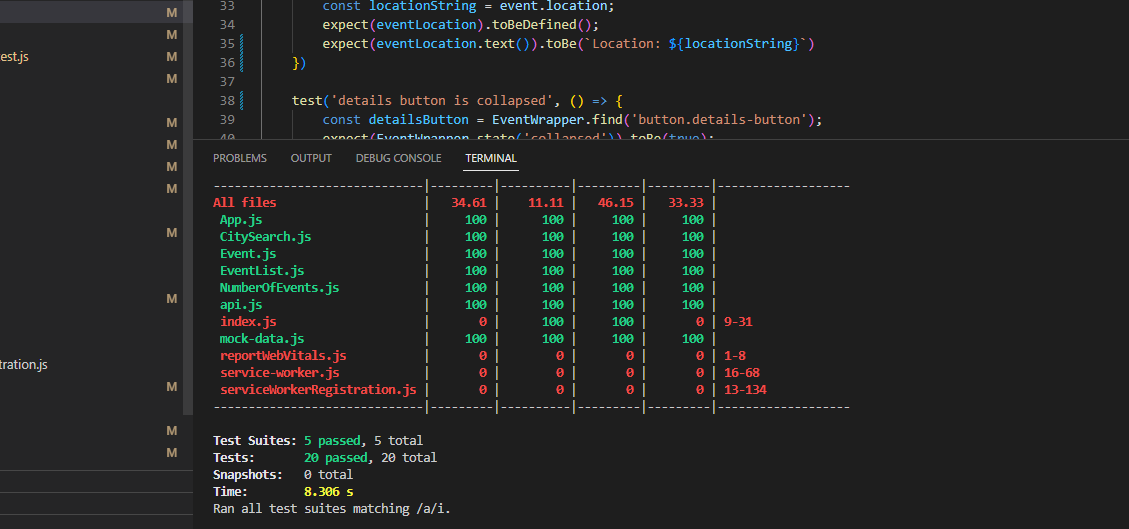 M
M
est.js M
M
M
M
M
M
M
M
tration.js
M
M
M
33 const locationString = event.location;
34 expect(eventLocation).toBeDefined();
35 expect(eventLocation.text()).toBe(`Location: ${locationString}`)
36 })
37
38 test('details button is collapsed', () => {
39 const detailsButton = EventWrapper.find('button.details-button');
40 expect(EventWrapper.state('collapsed')).toBe(true);
PROBLEMS OUTPUT DEBUG CONSOLE TERMINAL
----------------------------|---------|----------|---------|---------|-------------------
All files | 34.61 | 11.11 | 46.15 | 33.33 |
App.js | 100 | 100 | 100 | 100 |
CitySearch.js | 100 | 100 | 100 | 100 |
Event.js | 100 | 100 | 100 | 100 |
EventList.js | 100 | 100 | 100 | 100 |
NumberOfEvents.js | 100 | 100 | 100 | 100 |
api.js | 100 | 100 | 100 | 100 |
index.js | 0 | 100 | 100 | 0 | 9-31
mock-data.js | 100 | 100 | 100 | 100 |
reportWebVitals.js | 0 | 0 | 0 | 0 | 1-8
service-worker.js | 0 | 0 | 0 | 0 | 16-68
serviceWorkerRegistration.js | 0 | 0 | 0 | 0 | 13-134
----------------------------|---------|----------|---------|---------|-------------------
Test Suites: 5 passed, 5 total
Tests: 20 passed, 20 total
Snapshots: 0 total
Time: 8.306 s
Ran all test suites matching /a/i.